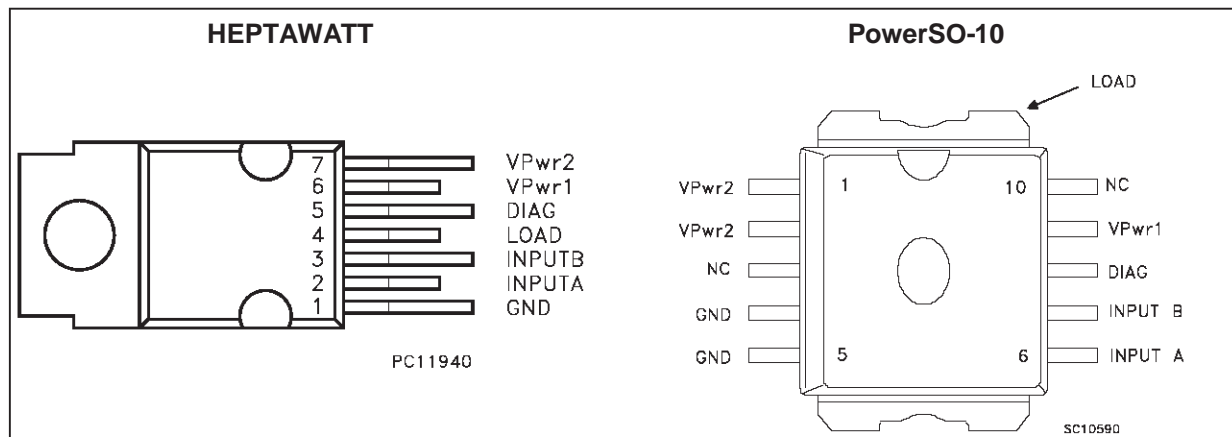 HEPTAWATT
7 VPwr2
6 VPwr1
5 DIAG
4 LOAD
3 INPUTB
2 INPUTA
1 GND
PC11940
PowerSO-10
LOAD
VPwr2 1 10 NC
VPwr2 VPwr1
NC DIAG
GND INPUT B
GND 5 6 INPUT A
SC10590